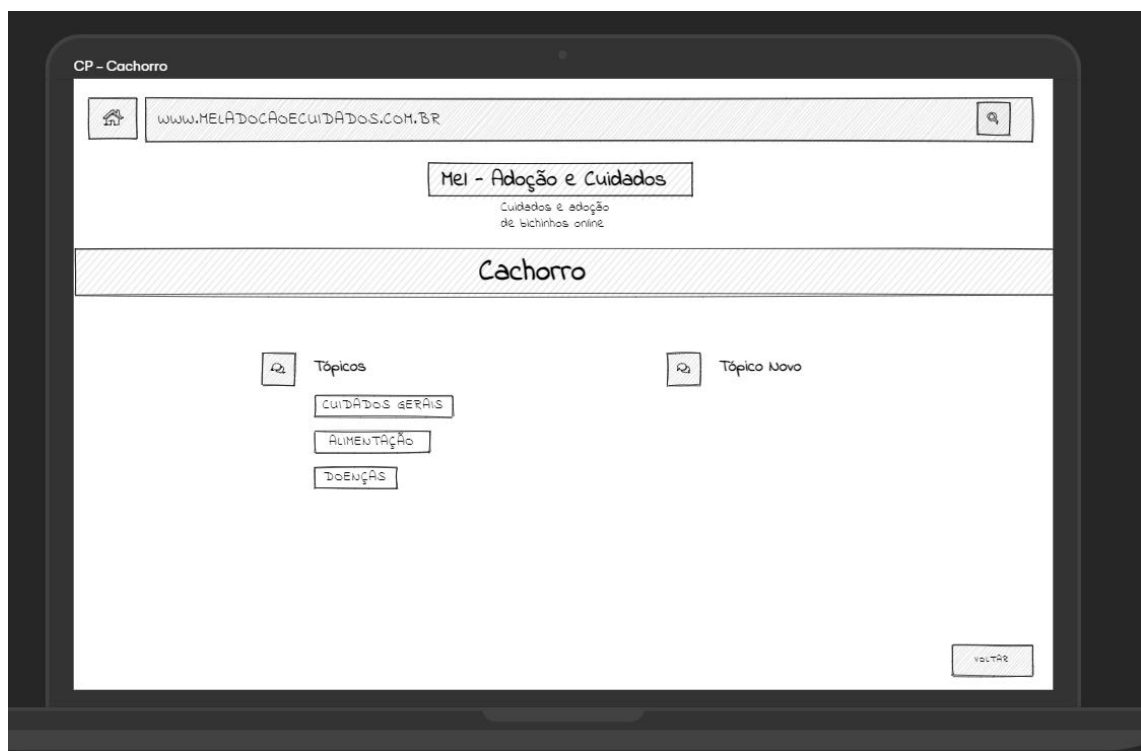 CP – Cachorro
WWW.MELADOCAOECUIDADOS.COM.BR
Mel - Adoção e Cuidados
Cuidados e adoção
de bichinhos online
Cachorro
Tópicos
CUIDADOS GERAIS
ALIMENTAÇÃO
DOENÇAS
Tópico Novo
VOLTAR